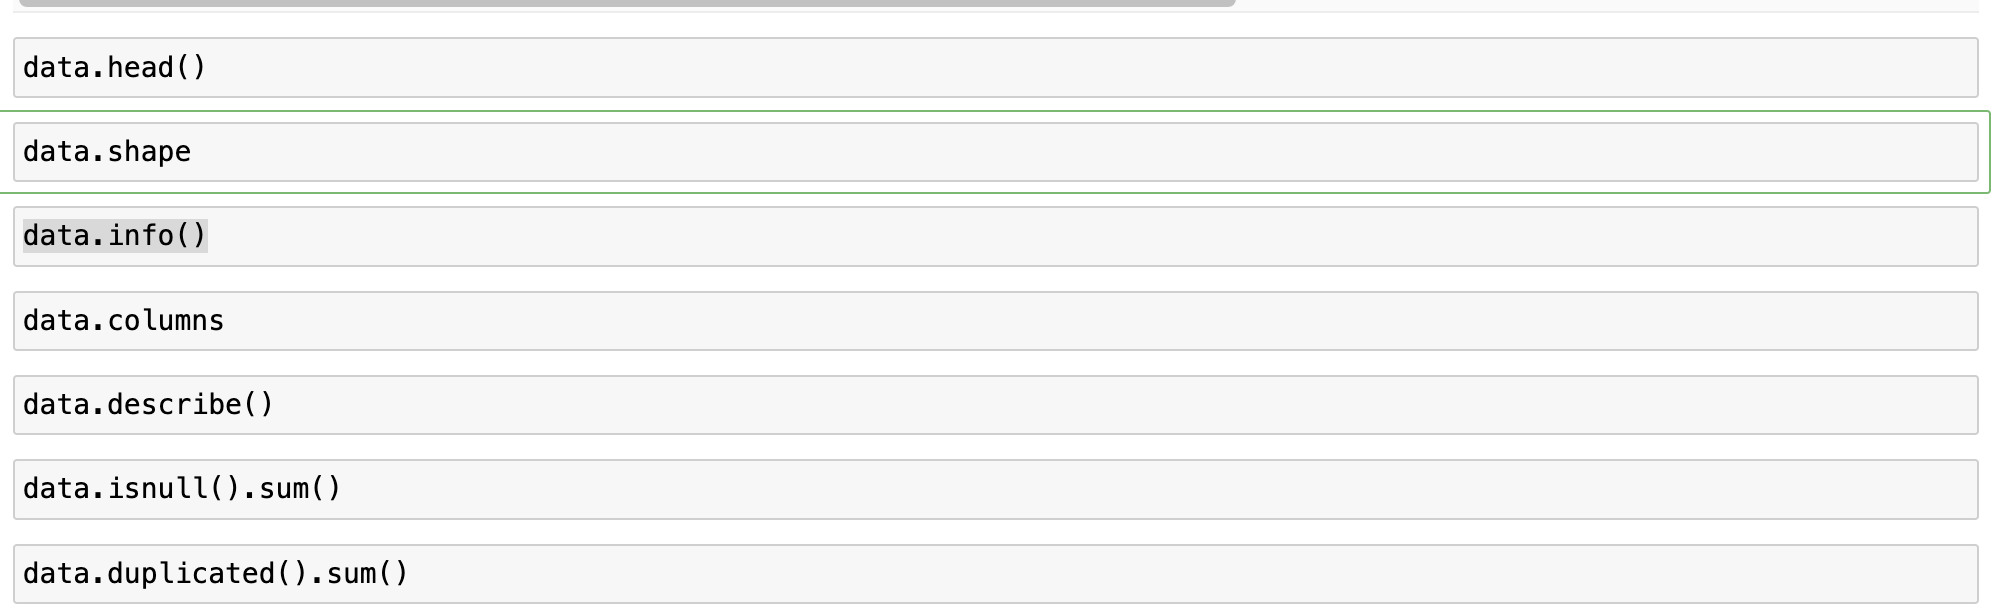 data.head()
data.shape
data.info()
data.columns
data.describe()
data.isnull().sum()
data.duplicated().sum()